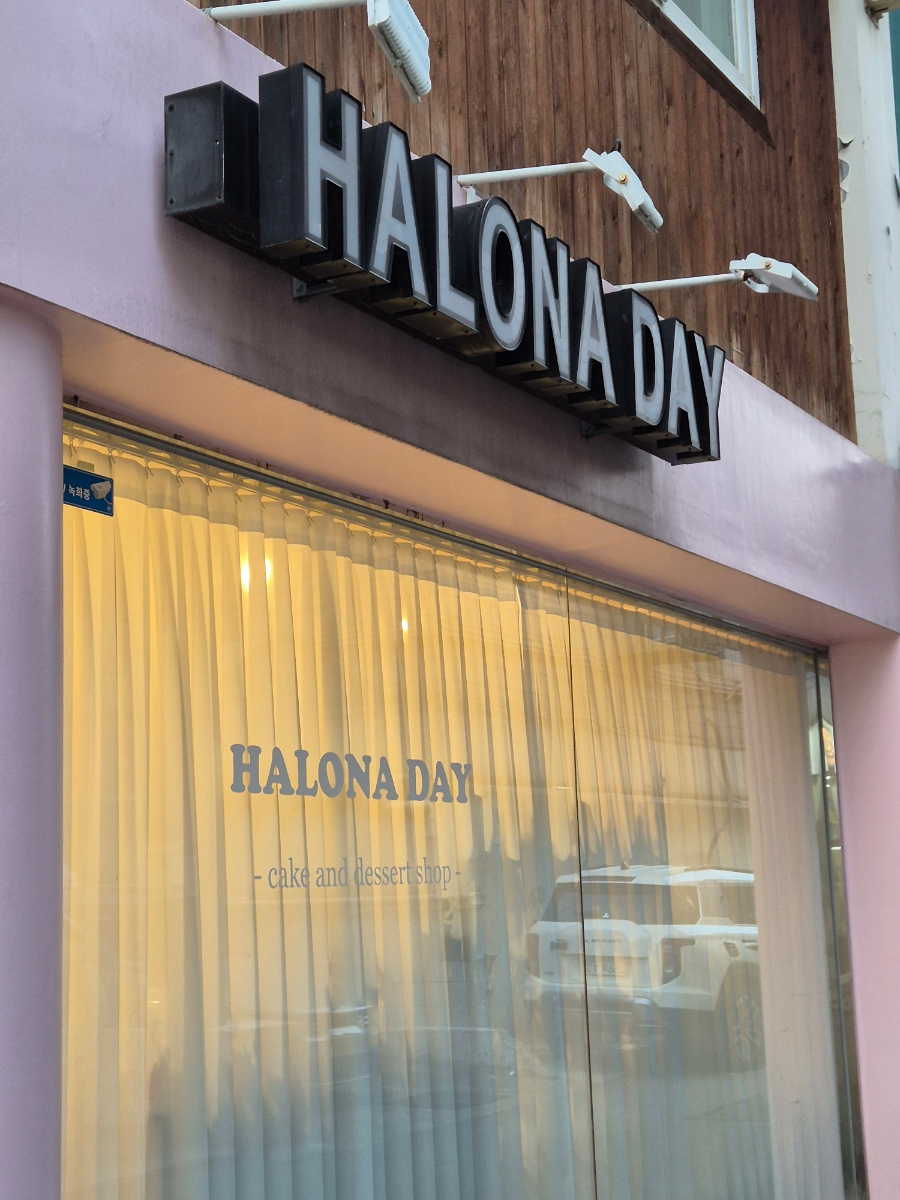 HALONA DAY
녹화중
HALONA DAY
- cake and dessert shop -